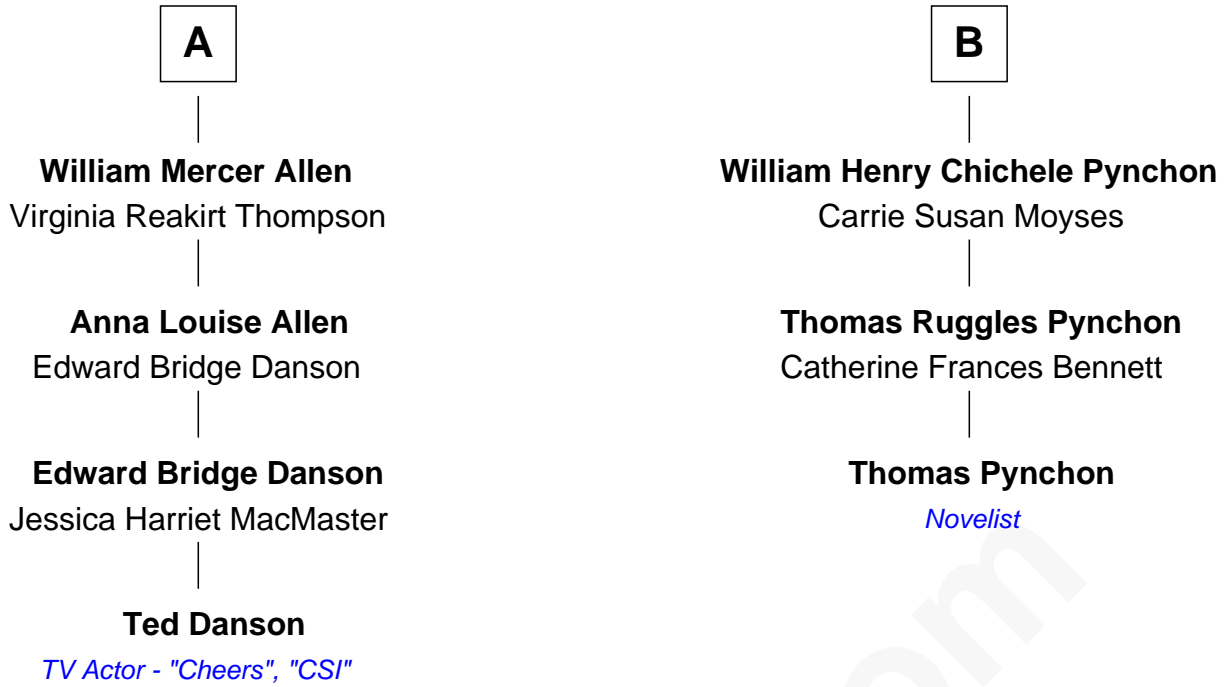 A
William Mercer Allen
Virginia Reakirt Thompson
Anna Louise Allen
Edward Bridge Danson
Edward Bridge Danson
Jessica Harriet MacMaster
Ted Danson
TV Actor - "Cheers", "CSI"
B
William Henry Chichele Pynchon
Carrie Susan Moyses
Thomas Ruggles Pynchon
Catherine Frances Bennett
Thomas Pynchon
Novelist
om